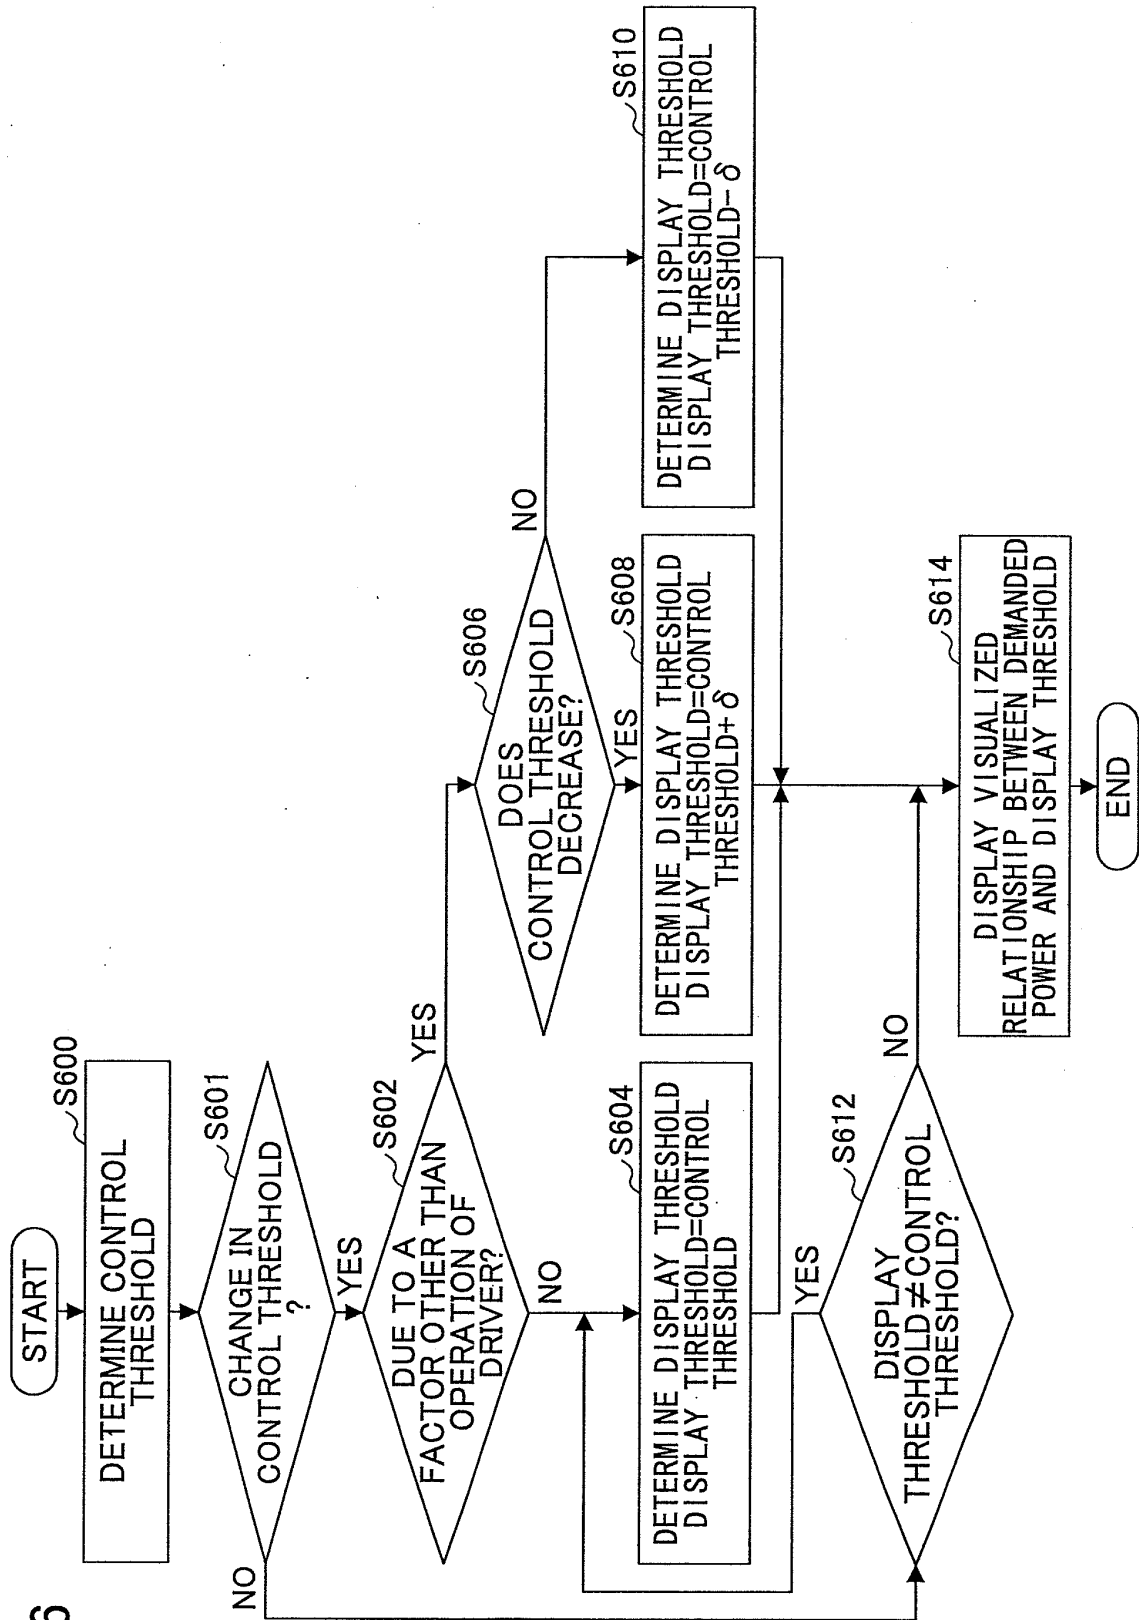 6
START
DETERMINE CONTROL
THRESHOLD
S600
CHANGE IN
CONTROL THRESHOLD
?
S601
NO
YES
DUE TO A
FACTOR OTHER THAN
OPERATION OF
DRIVER?
S602
YES
NO
DOES
CONTROL THRESHOLD
DECREASE?
S606
NO
YES
DETERMINE DISPLAY THRESHOLD
DISPLAY THRESHOLD=CONTROL
THRESHOLD
S604
DETERMINE DISPLAY THRESHOLD
DISPLAY THRESHOLD=CONTROL
THRESHOLD+δ
S608
DETERMINE DISPLAY THRESHOLD
DISPLAY THRESHOLD=CONTROL
THRESHOLD−δ
S610
YES
DISPLAY
THRESHOLD≠CONTROL
THRESHOLD?
S612
NO
DISPLAY VISUALIZED
RELATIONSHIP BETWEEN DEMANDED
POWER AND DISPLAY THRESHOLD
S614
END